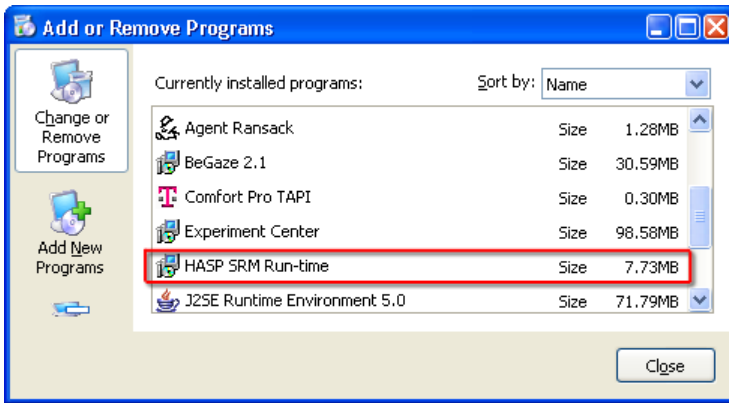 Add or Remove Programs
Change or
Remove
Programs
Add New
Programs
Currently installed programs: Sort by: Name
Agent Ransack Size 1.28MB
BeGaze 2.1 Size 30.59MB
Comfort Pro TAPI Size 0.30MB
Experiment Center Size 98.58MB
HASP SRM Run-time Size 7.73MB
J2SE Runtime Environment 5.0 Size 71.79MB
Close